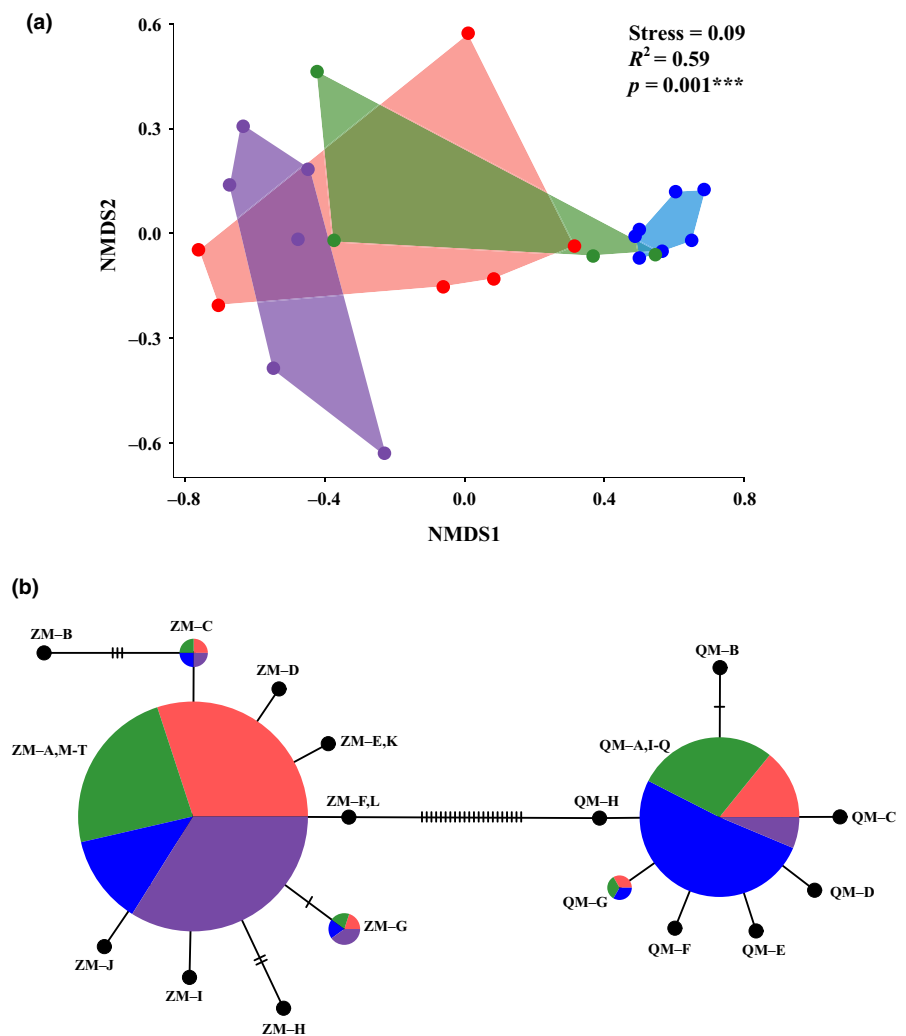 (a)
Stress = 0.09
R² = 0.59
p = 0.001***
0.6
0.3
0.0
−0.3
−0.6
NMDS2
−0.8
−0.4
0.0
0.4
0.8
NMDS1
(b)
ZM–B
ZM–C
ZM–D
ZM–A,M-T
ZM–E,K
ZM–F,L
ZM–G
ZM–J
ZM–I
ZM–H
QM–B
QM–A,I-Q
QM–H
QM–C
QM–G
QM–D
QM–F
QM–E